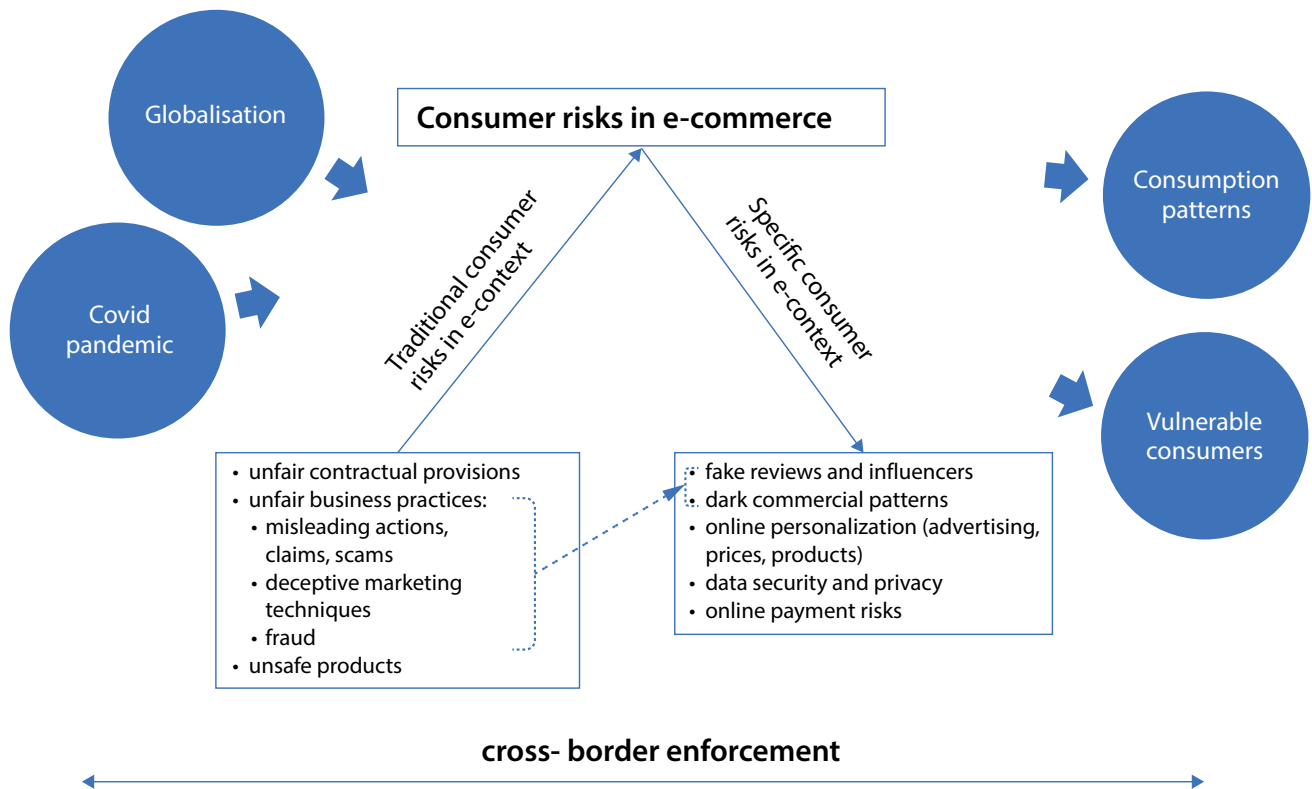 Globalisation
Covid
pandemic
Consumer risks in e-commerce
Traditional consumer
risks in e-context
Specific consumer
risks in e-context
Consumption
patterns
Vulnerable
consumers
• unfair contractual provisions
• unfair business practices:
• misleading actions,
claims, scams
• deceptive marketing
techniques
• fraud
• unsafe products
• fake reviews and influencers
• dark commercial patterns
• online personalization (advertising,
prices, products)
• data security and privacy
• online payment risks
cross- border enforcement